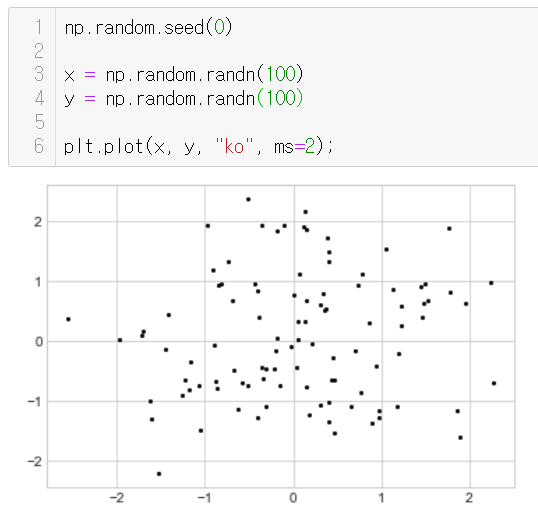 1 np.random.seed(0)
2
3 x = np.random.randn(100)
4 y = np.random.randn(100)
5
6 plt.plot(x, y, "ko", ms=2);
2
1
0
−1
−2
−2 −1 0 1 2